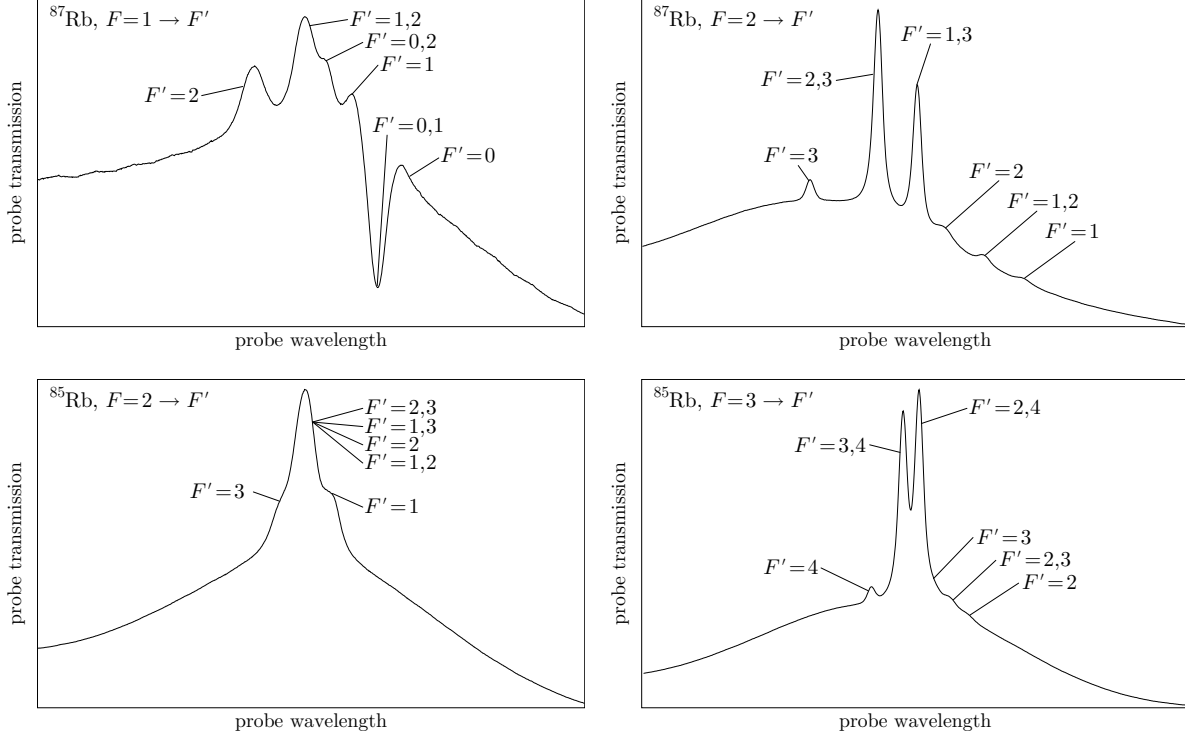 ⁸⁷Rb, F=1 → F′
F′=1,2
F′=0,2
F′=1
F′=2
F′=0,1
F′=0
probe transmission
probe wavelength
⁸⁷Rb, F=2 → F′
F′=1,3
F′=2,3
F′=3
F′=2
F′=1,2
F′=1
probe transmission
probe wavelength
⁸⁵Rb, F=2 → F′
F′=2,3
F′=1,3
F′=2
F′=1,2
F′=3
F′=1
probe transmission
probe wavelength
⁸⁵Rb, F=3 → F′
F′=2,4
F′=3,4
F′=3
F′=2,3
F′=4
F′=2
probe transmission
probe wavelength